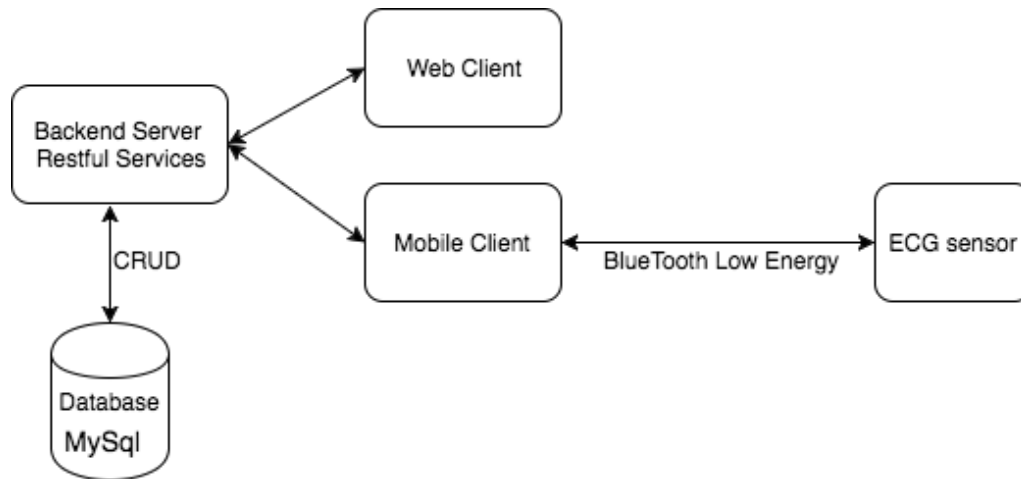 Web Client
Backend Server
Restful Services
Mobile Client
ECG sensor
BlueTooth Low Energy
CRUD
Database
MySql